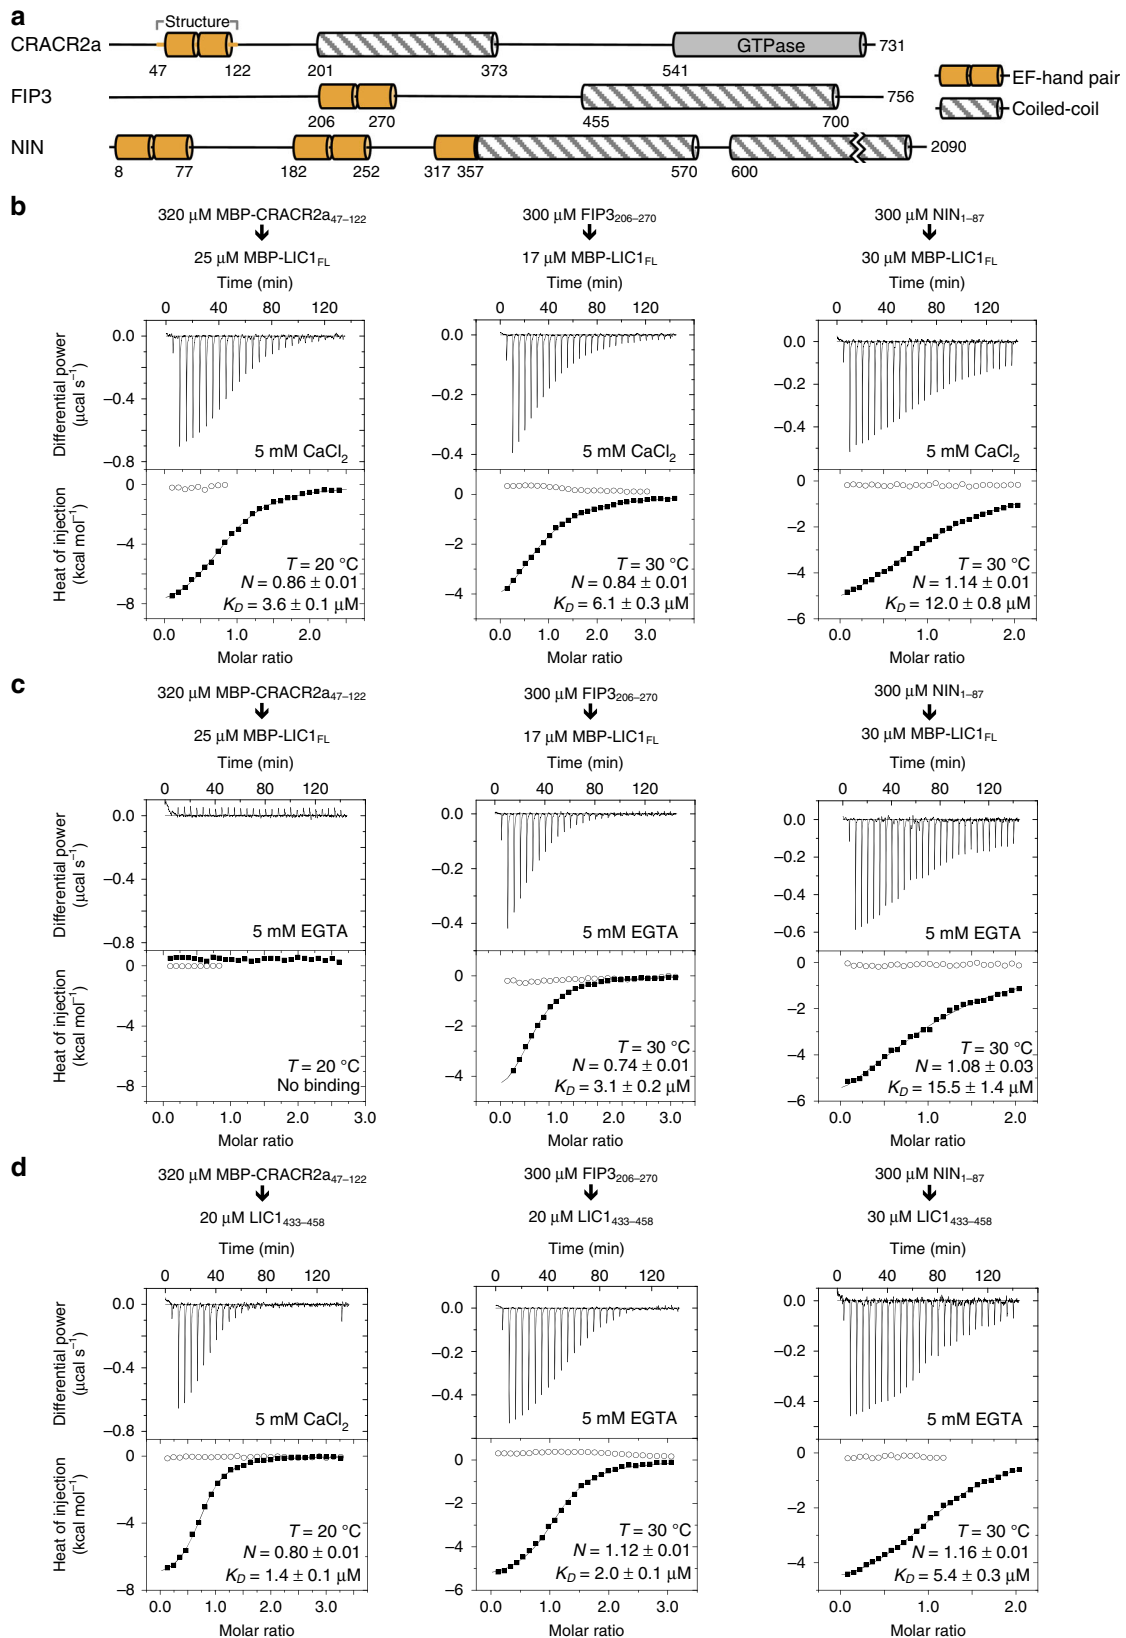 a
Structure
CRACR2a
47
122
201
373
541
GTPase
731
FIP3
206
270
455
700
756
NIN
8
77
182
252
317
357
570
600
2090
EF-hand pair
Coiled-coil
b
320 μM MBP-CRACR2a47–122
25 μM MBP-LIC1FL
Time (min)
0 40 80 120
Differential power
(μcal s−1)
0.0
−0.4
−0.8
5 mM CaCl2
Heat of injection
(kcal mol−1)
0
−4
−8
T = 20 °C
N = 0.86 ± 0.01
KD = 3.6 ± 0.1 μM
0.0 1.0 2.0
Molar ratio
300 μM FIP3206–270
17 μM MBP-LIC1FL
Time (min)
0 40 80 120
0.0
−0.2
−0.4
5 mM CaCl2
0
−2
−4
T = 30 °C
N = 0.84 ± 0.01
KD = 6.1 ± 0.3 μM
0.0 1.0 2.0 3.0
Molar ratio
300 μM NIN1–87
30 μM MBP-LIC1FL
Time (min)
0 40 80 120
0.0
−0.2
−0.4
5 mM CaCl2
0
−2
−4
−6
T = 30 °C
N = 1.14 ± 0.01
KD = 12.0 ± 0.8 μM
0.0 1.0 2.0
Molar ratio
c
320 μM MBP-CRACR2a47–122
25 μM MBP-LIC1FL
Time (min)
0 40 80 120
Differential power
(μcal s−1)
0.0
−0.4
−0.8
5 mM EGTA
Heat of injection
(kcal mol−1)
0
−4
−8
T = 20 °C
No binding
0.0 1.0 2.0 3.0
Molar ratio
300 μM FIP3206–270
17 μM MBP-LIC1FL
Time (min)
0 40 80 120
0.0
−0.2
−0.4
5 mM EGTA
0
−2
−4
T = 30 °C
N = 0.74 ± 0.01
KD = 3.1 ± 0.2 μM
0.0 1.0 2.0 3.0
Molar ratio
300 μM NIN1–87
30 μM MBP-LIC1FL
Time (min)
0 40 80 120
0.0
−0.2
−0.4
−0.6
5 mM EGTA
0
−2
−4
−6
T = 30 °C
N = 1.08 ± 0.03
KD = 15.5 ± 1.4 μM
0.0 1.0 2.0
Molar ratio
d
320 μM MBP-CRACR2a47–122
20 μM LIC1433–458
Time (min)
0 40 80 120
Differential power
(μcal s−1)
0.0
−0.4
−0.8
5 mM CaCl2
Heat of injection
(kcal mol−1)
0
−4
−8
T = 20 °C
N = 0.80 ± 0.01
KD = 1.4 ± 0.1 μM
0.0 1.0 2.0 3.0
Molar ratio
300 μM FIP3206–270
20 μM LIC1433–458
Time (min)
0 40 80 120
0.0
−0.2
−0.4
5 mM EGTA
0
−2
−4
−6
T = 30 °C
N = 1.12 ± 0.01
KD = 2.0 ± 0.1 μM
0.0 1.0 2.0 3.0
Molar ratio
300 μM NIN1–87
30 μM LIC1433–458
Time (min)
0 40 80 120
0.0
−0.2
−0.4
5 mM EGTA
0
−2
−4
T = 30 °C
N = 1.16 ± 0.01
KD = 5.4 ± 0.3 μM
0.0 1.0 2.0
Molar ratio